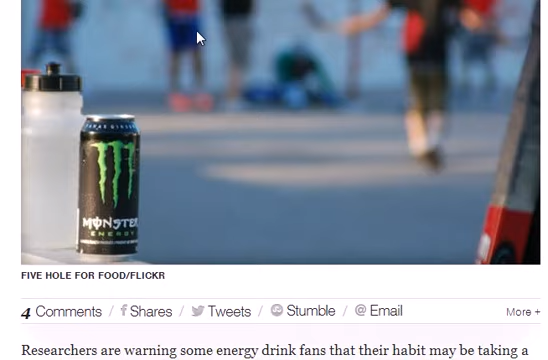 MONSTER
ENERGY
FIVE HOLE FOR FOOD/FLICKR
4 Comments / Shares / Tweets / Stumble / @ Email More +
Researchers are warning some energy drink fans that their habit may be taking a